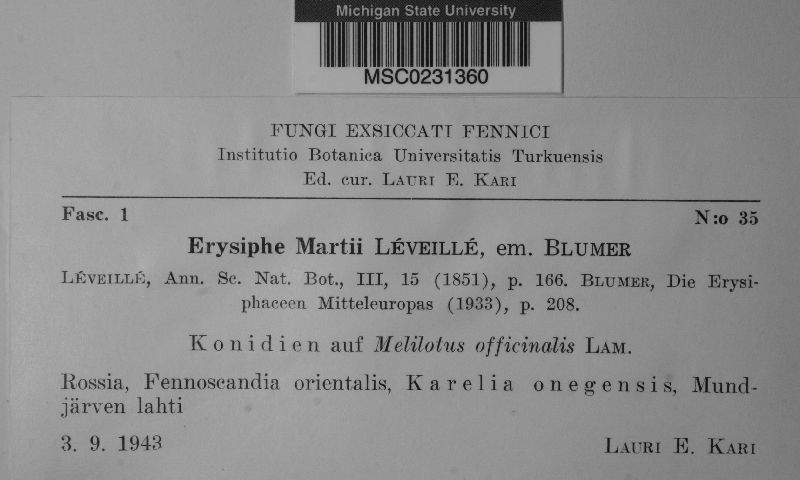 Michigan State University
MSC0231360
FUNGI EXSICCATI FENNICI
Institutio Botanica Universitatis Turkuensis
Ed. cur. LAURI E. KARI
Fasc. 1 N:o 35
Erysiphe Martii LÉVEILLÉ, em. BLUMER
LÉVEILLÉ, Ann. Sc. Nat. Bot., III, 15 (1851), p. 166. BLUMER, Die Erysi-
phaceen Mitteleuropas (1933), p. 208.
Konidien auf Melilotus officinalis LAM.
Rossia, Fennoscandia orientalis, Karelia onegensis, Mund-
järven lahti
3. 9. 1943 LAURI E. KARI